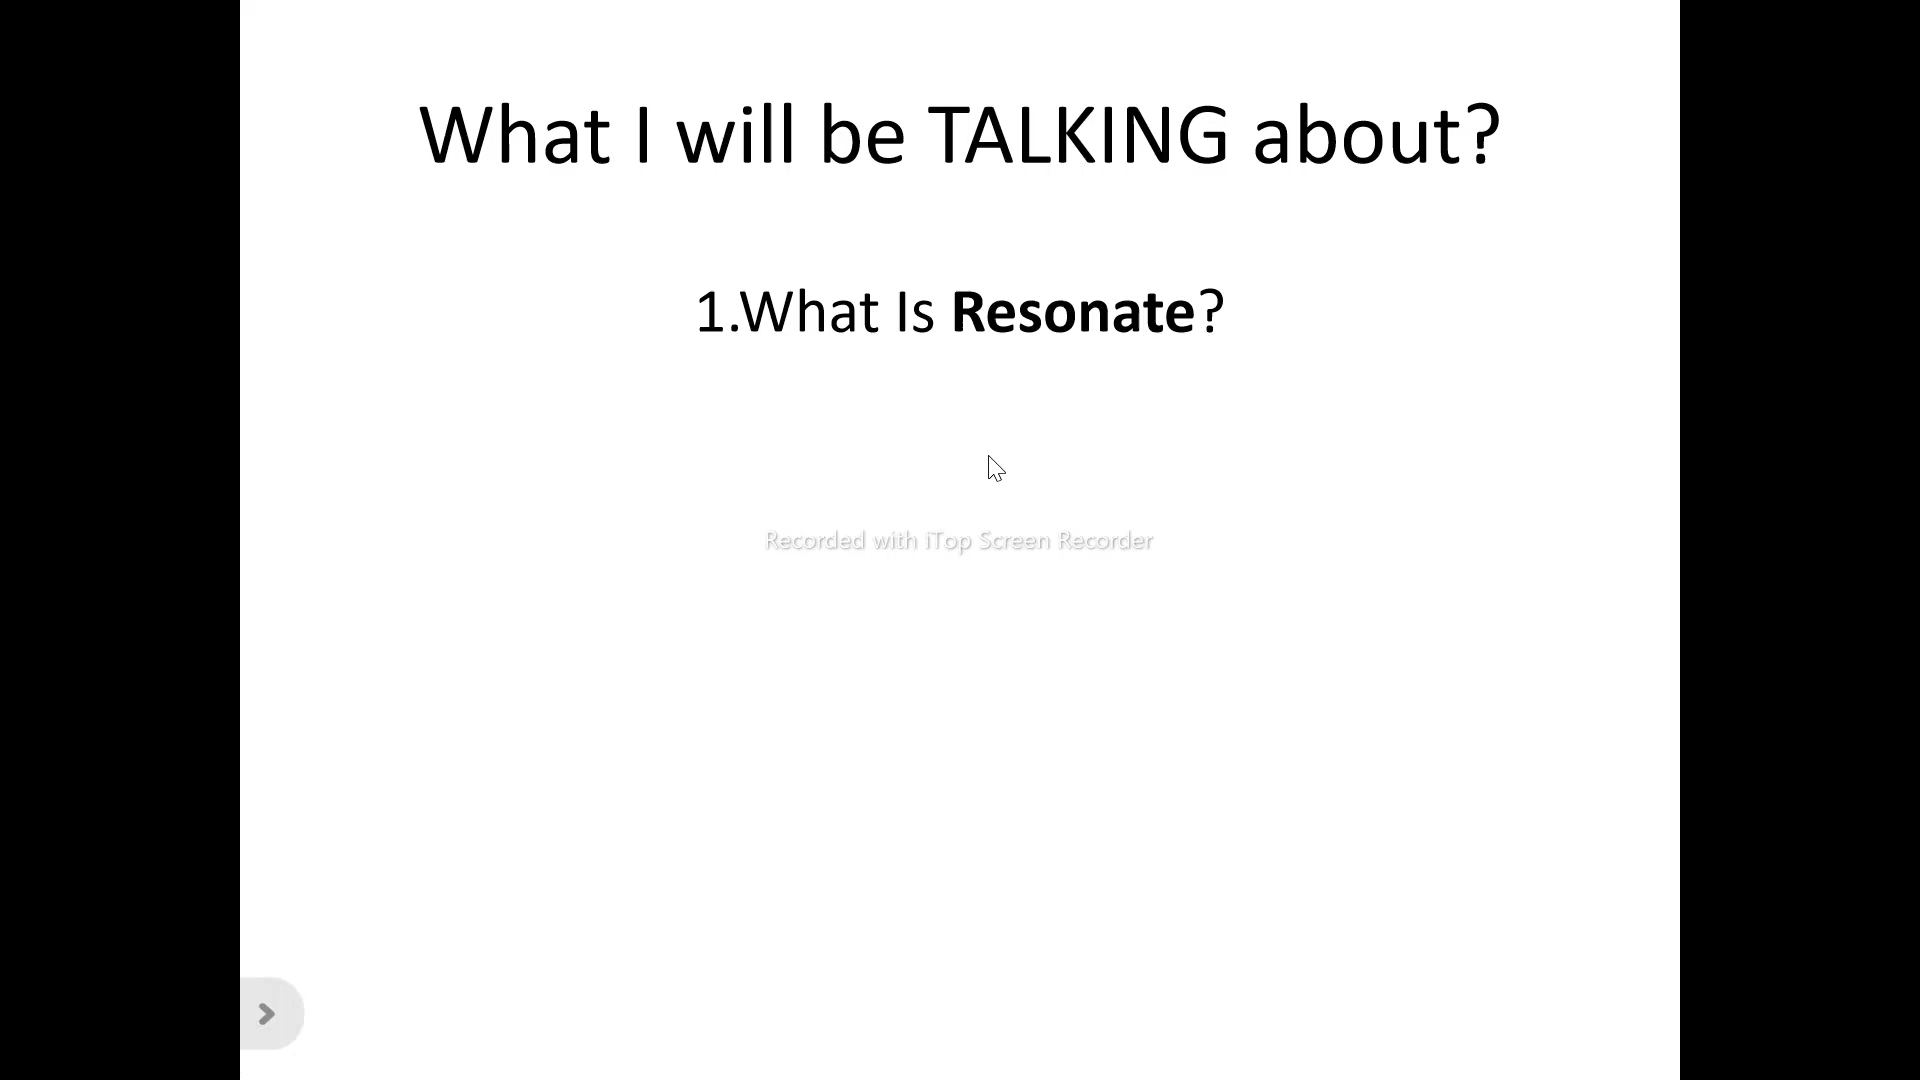 What I will be TALKING about?
1.What Is Resonate?
Recorded with iTop Screen Recorder